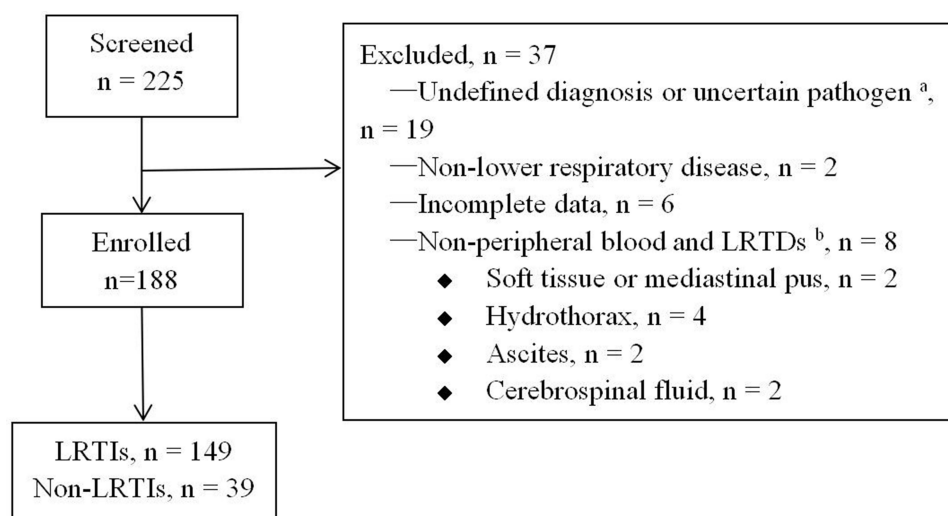 Screened
n = 225
Excluded, n = 37
—Undefined diagnosis or uncertain pathogen ᵃ,
n = 19
—Non-lower respiratory disease, n = 2
—Incomplete data, n = 6
—Non-peripheral blood and LRTDs ᵇ, n = 8
◆ Soft tissue or mediastinal pus, n = 2
◆ Hydrothorax, n = 4
◆ Ascites, n = 2
◆ Cerebrospinal fluid, n = 2
Enrolled
n=188
LRTIs, n = 149
Non-LRTIs, n = 39